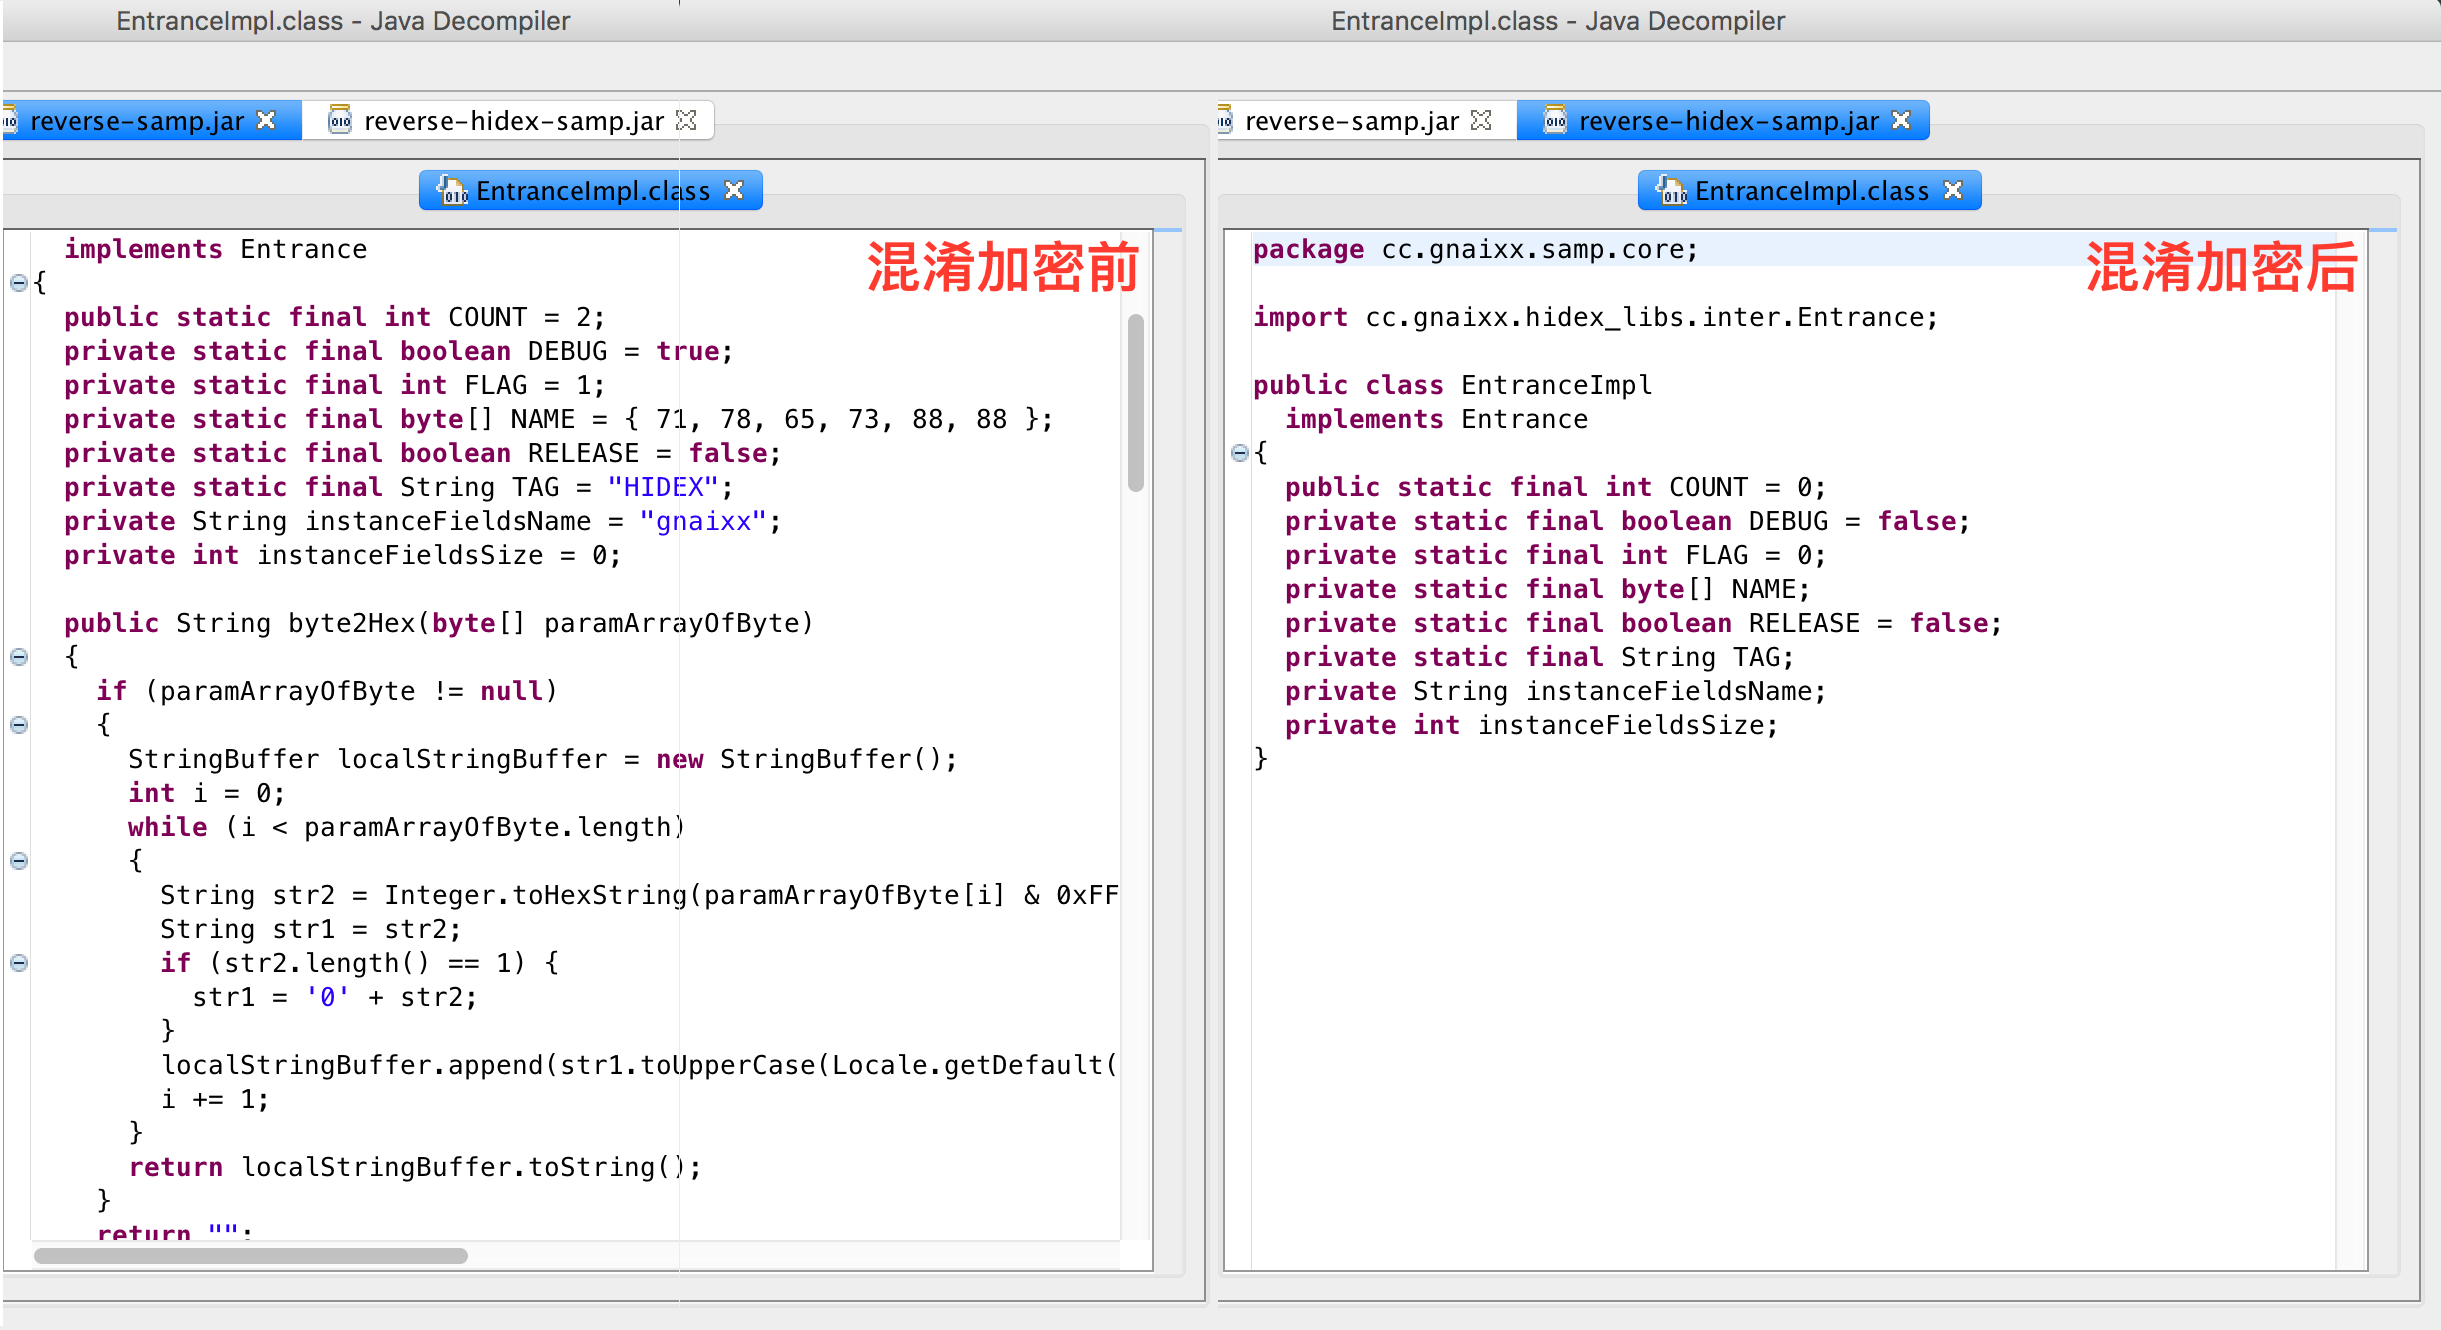 EntranceImpl.class - Java Decompiler
reverse-samp.jar
reverse-hidex-samp.jar
EntranceImpl.class
混淆加密前
implements Entrance
{
public static final int COUNT = 2;
private static final boolean DEBUG = true;
private static final int FLAG = 1;
private static final byte[] NAME = { 71, 78, 65, 73, 88, 88 };
private static final boolean RELEASE = false;
private static final String TAG = "HIDEX";
private String instanceFieldsName = "gnaixx";
private int instanceFieldsSize = 0;
public String byte2Hex(byte[] paramArrayOfByte)
{
if (paramArrayOfByte != null)
{
StringBuffer localStringBuffer = new StringBuffer();
int i = 0;
while (i < paramArrayOfByte.length)
{
String str2 = Integer.toHexString(paramArrayOfByte[i] & 0xFF
String str1 = str2;
if (str2.length() == 1) {
str1 = '0' + str2;
}
localStringBuffer.append(str1.toUpperCase(Locale.getDefault(
i += 1;
}
return localStringBuffer.toString();
}
return "";
EntranceImpl.class - Java Decompiler
reverse-samp.jar
reverse-hidex-samp.jar
EntranceImpl.class
混淆加密后
package cc.gnaixx.samp.core;
import cc.gnaixx.hidex_libs.inter.Entrance;
public class EntranceImpl
implements Entrance
{
public static final int COUNT = 0;
private static final boolean DEBUG = false;
private static final int FLAG = 0;
private static final byte[] NAME;
private static final boolean RELEASE = false;
private static final String TAG;
private String instanceFieldsName;
private int instanceFieldsSize;
}